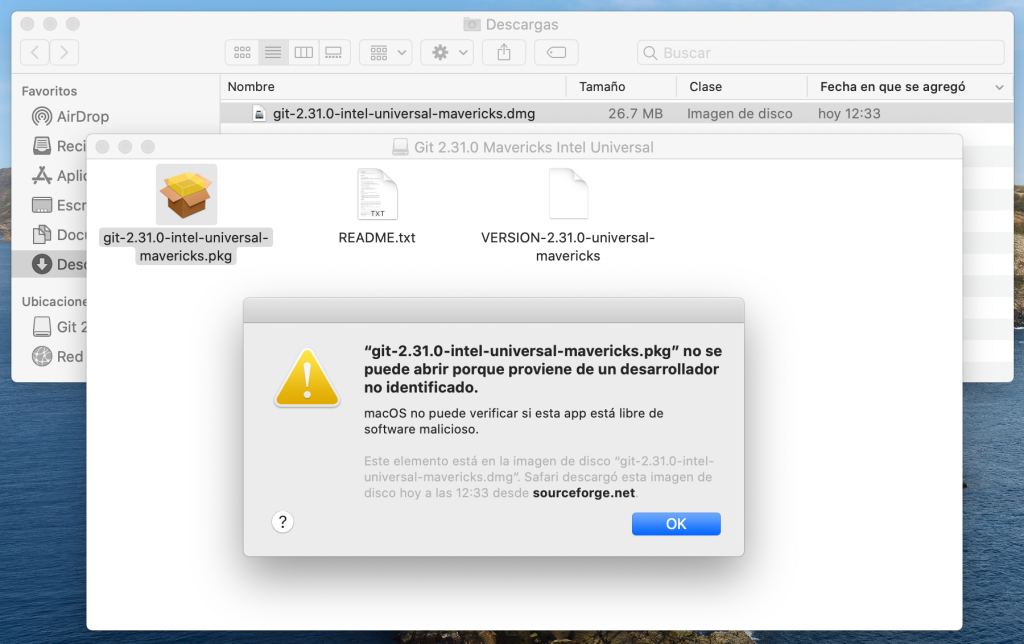 Descargas
Buscar
Favoritos
AirDrop
Reci
Aplic
Escr
Docu
Desc
Ubicacione
Git 2
Red
Nombre Tamaño Clase Fecha en que se agregó
git-2.31.0-intel-universal-mavericks.dmg 26.7 MB Imagen de disco hoy 12:33
Git 2.31.0 Mavericks Intel Universal
git-2.31.0-intel-universal-
mavericks.pkg
TXT
README.txt
VERSION-2.31.0-universal-
mavericks
“git-2.31.0-intel-universal-mavericks.pkg” no se
puede abrir porque proviene de un desarrollador
no identificado.
macOS no puede verificar si esta app está libre de
software malicioso.
Este elemento está en la imagen de disco “git-2.31.0-intel-
universal-mavericks.dmg”. Safari descargó esta imagen de
disco hoy a las 12:33 desde sourceforge.net.
?
OK